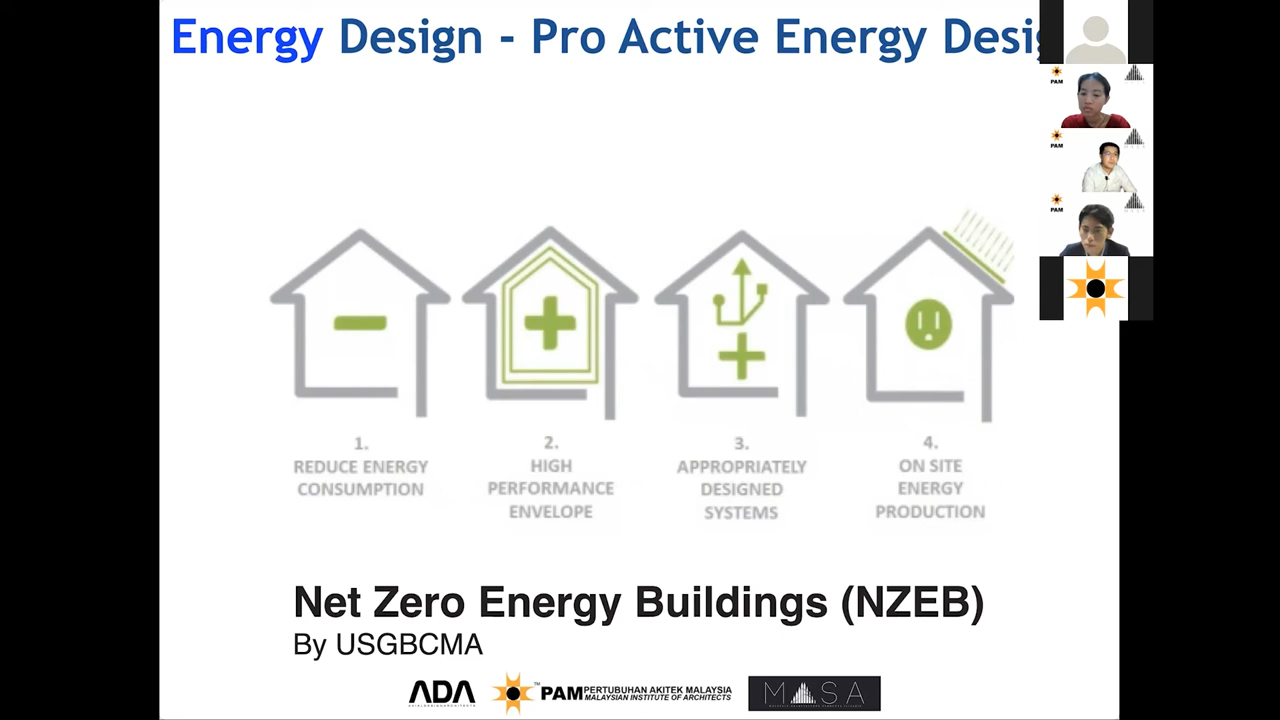 Energy Design - Pro Active Energy Desig
PAM
PAM
PAM
1.
REDUCE ENERGY
CONSUMPTION
2.
HIGH
PERFORMANCE
ENVELOPE
3.
APPROPRIATELY
DESIGNED
SYSTEMS
4.
ON SITE
ENERGY
PRODUCTION
Net Zero Energy Buildings (NZEB)
By USGBCMA
ADA
PAM
PERTUBUHAN AKITEK MALAYSIA
MALAYSIAN INSTITUTE OF ARCHITECTS
MASA